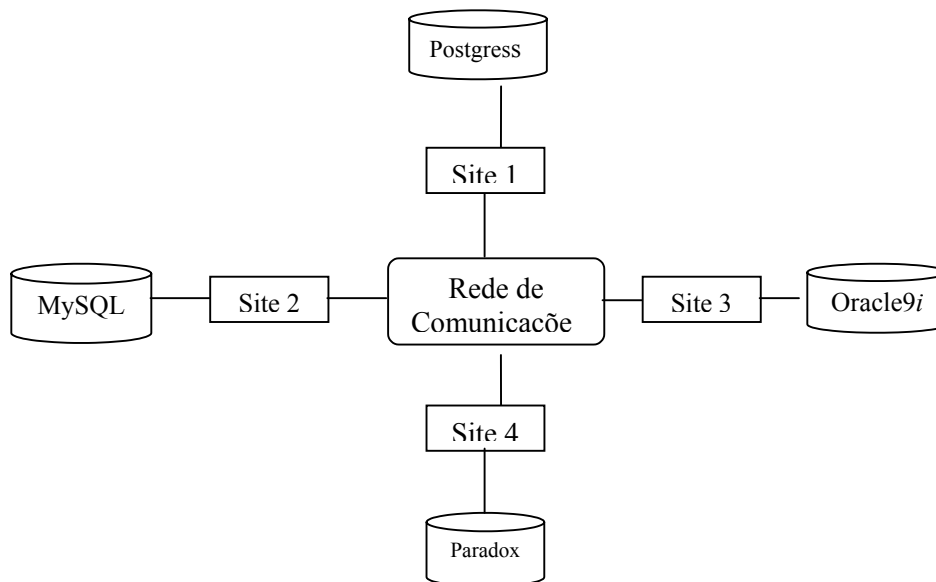 Postgress
Site 1
MySQL
Site 2
Rede de
Comunicacõe
Site 3
Oracle9i
Site 4
Paradox